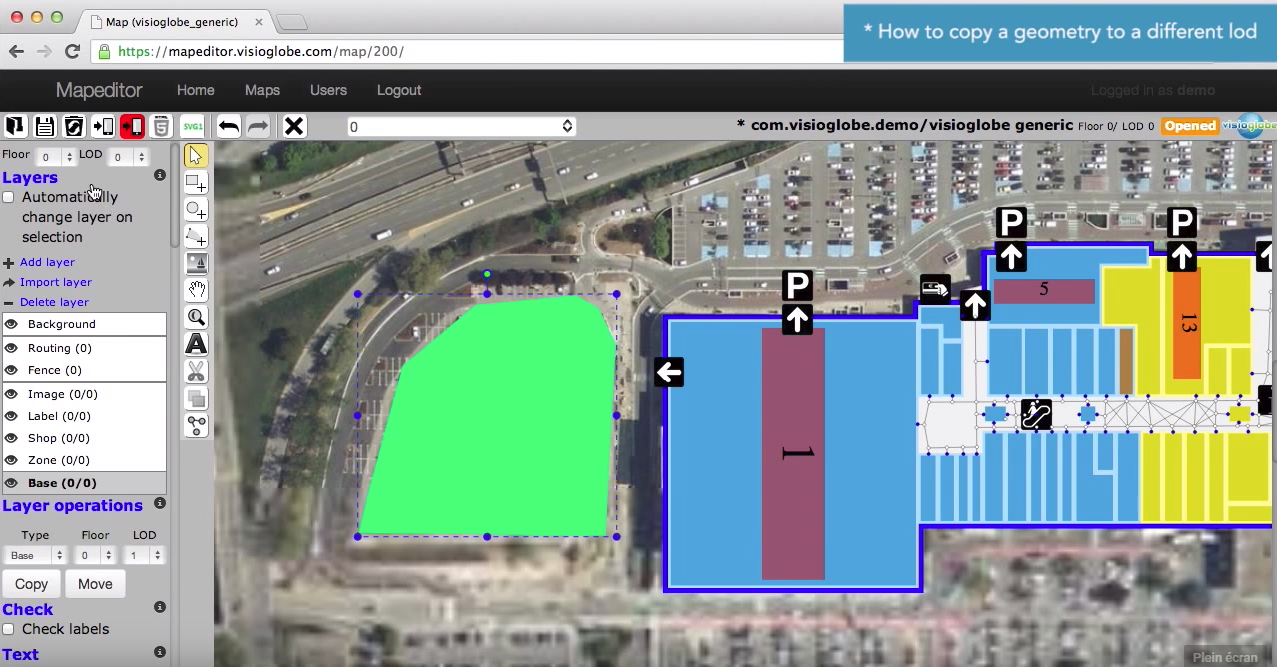 Map (visioglobe_generic)
* How to copy a geometry to a different lod
https://mapeditor.visioglobe.com/map/200/
Mapeditor Home Maps Users Logout Logged in as demo
SVG1 0 * com.visioglobe.demo/visioglobe generic Floor 0/ LOD 0 Opened visioglobe
Floor 0 LOD 0
Layers
Automatically
change layer on
selection
Add layer
Import layer
Delete layer
Background
Routing (0)
Fence (0)
Image (0/0)
Label (0/0)
Shop (0/0)
Zone (0/0)
Base (0/0)
Layer operations
Type Floor LOD
Base 0 1
Copy Move
Check
Check labels
Text
A
P
P
P
5
13
1
Plein écran